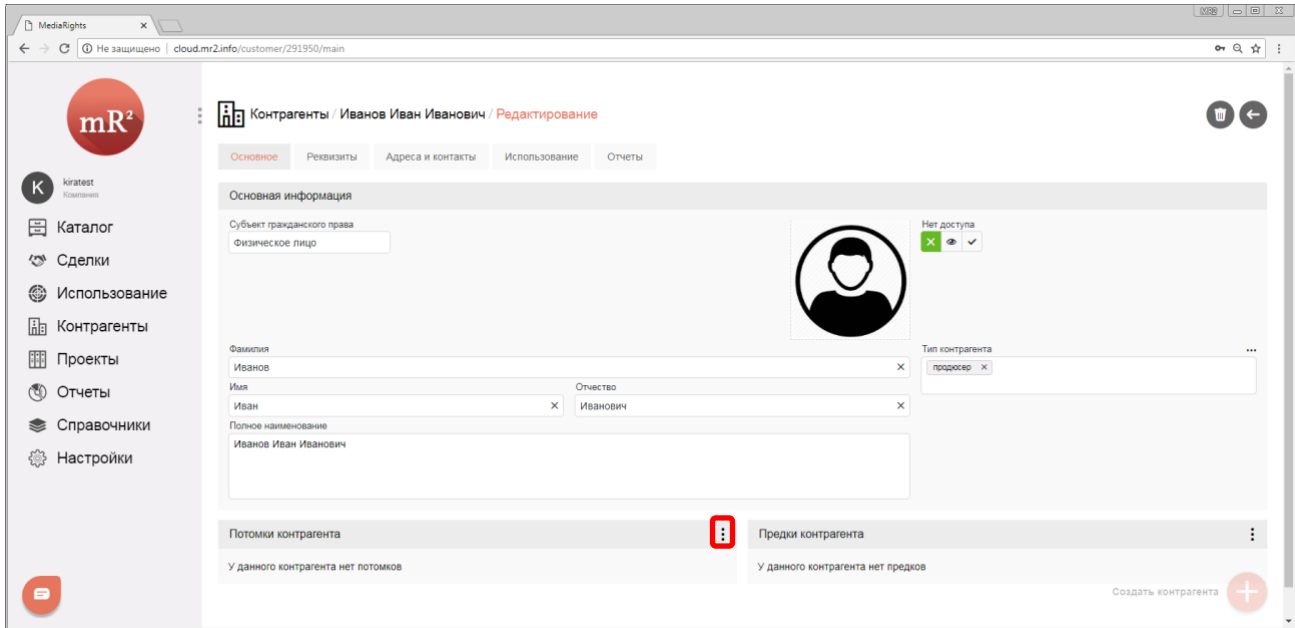 MR2
MediaRights
Не защищено cloud.mr2.info/customer/291950/main
mR²
Контрагенты / Иванов Иван Иванович / Редактирование
Основное Реквизиты Адреса и контакты Использование Отчеты
K
kiratest
Компания
Каталог
Сделки
Использование
Контрагенты
Проекты
Отчеты
Справочники
Настройки
Основная информация
Субъект гражданского права
Физическое лицо
Нет доступа
Фамилия
Иванов
Тип контрагента
продюсер
Имя Отчество
Иван Иванович
Полное наименование
Иванов Иван Иванович
Потомки контрагента
У данного контрагента нет потомков
Предки контрагента
У данного контрагента нет предков
Создать контрагента